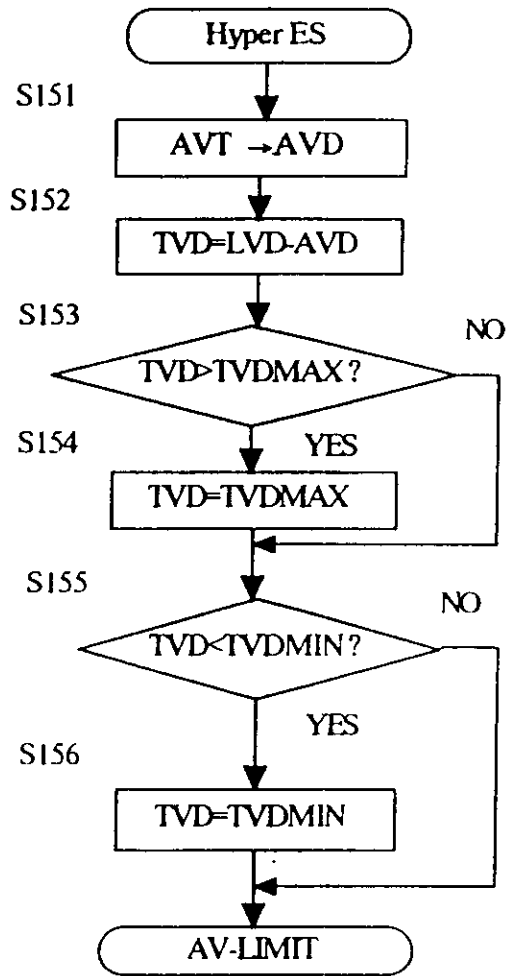 Hyper ES
S151
AVT →AVD
S152
TVD=LVD-AVD
S153
NO
TVD>TVDMAX?
S154
YES
TVD=TVDMAX
S155
NO
TVD<TVDMIN?
YES
S156
TVD=TVDMIN
AV-LIMIT